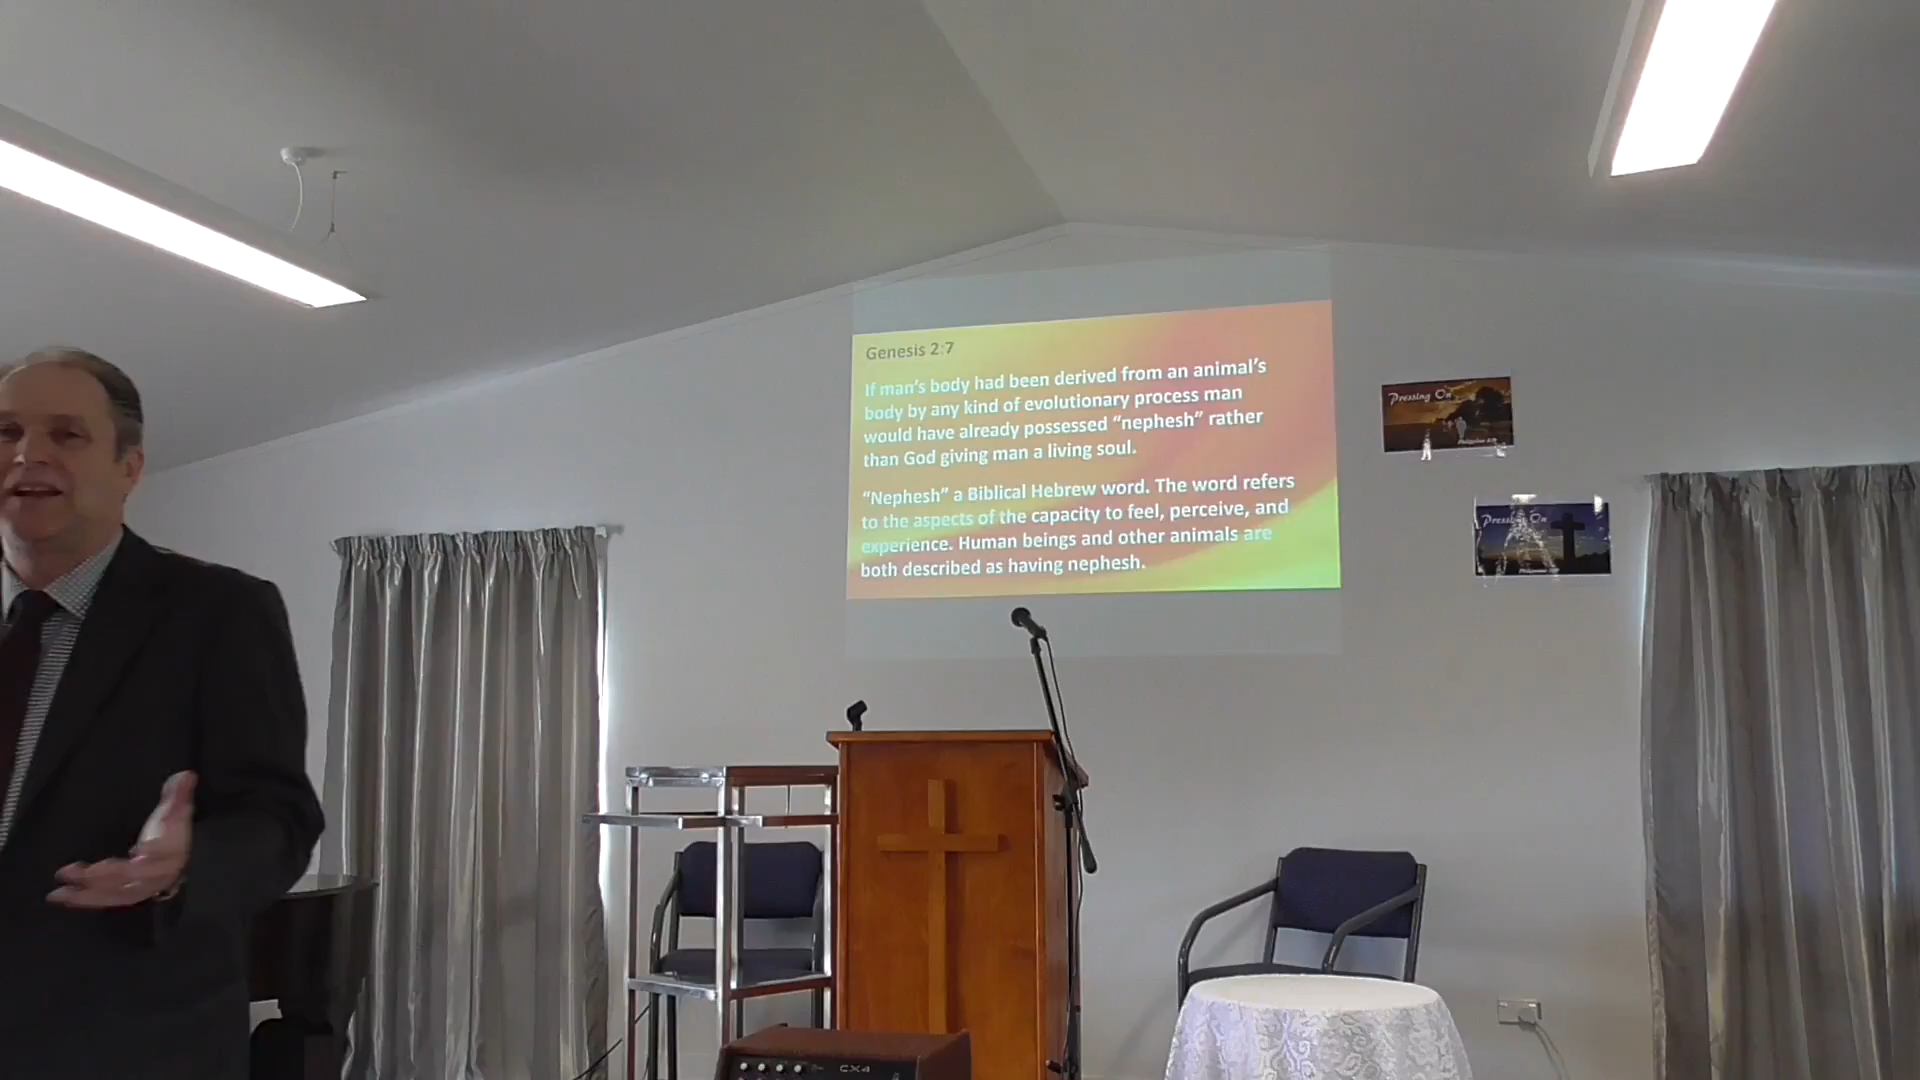 Genesis 2:7
If man's body had been derived from an animal's
body by any kind of evolutionary process man
would have already possessed “nephesh” rather
than God giving man a living soul.
“Nephesh” a Biblical Hebrew word. The word refers
to the aspects of the capacity to feel, perceive, and
experience. Human beings and other animals are
both described as having nephesh.
Pressing On
Pressing On
CX4